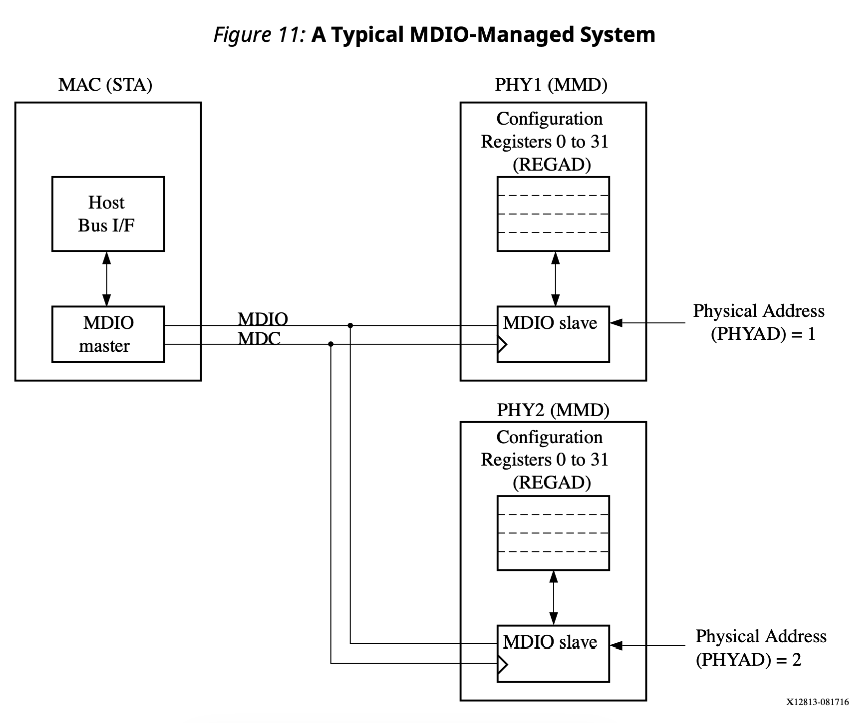 Figure 11: A Typical MDIO-Managed System
MAC (STA)
Host
Bus I/F
MDIO
master
MDIO
MDC
PHY1 (MMD)
Configuration
Registers 0 to 31
(REGAD)
MDIO slave
Physical Address
(PHYAD) = 1
PHY2 (MMD)
Configuration
Registers 0 to 31
(REGAD)
MDIO slave
Physical Address
(PHYAD) = 2
X12813-081716